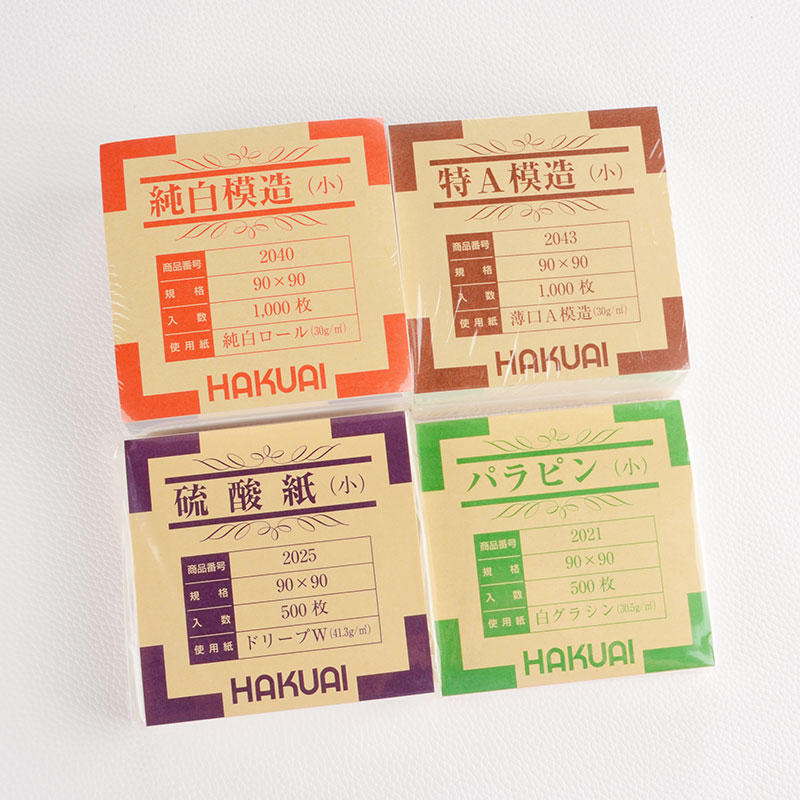 純白模造(小)
商品番号 2040
規格 90×90
入数 1,000枚
使用紙 純白ロール(30g/㎡)
HAKUAI
特A模造(小)
商品番号 2043
規格 90×90
入数 1,000枚
使用紙 薄口A模造(30g/㎡)
HAKUAI
硫酸紙(小)
商品番号 2025
規格 90×90
入数 500枚
使用紙 ドリープW(41.3g/㎡)
HAKUAI
パラピン(小)
商品番号 2021
規格 90×90
入数 500枚
使用紙 白グラシン(30.5g/㎡)
HAKUAI